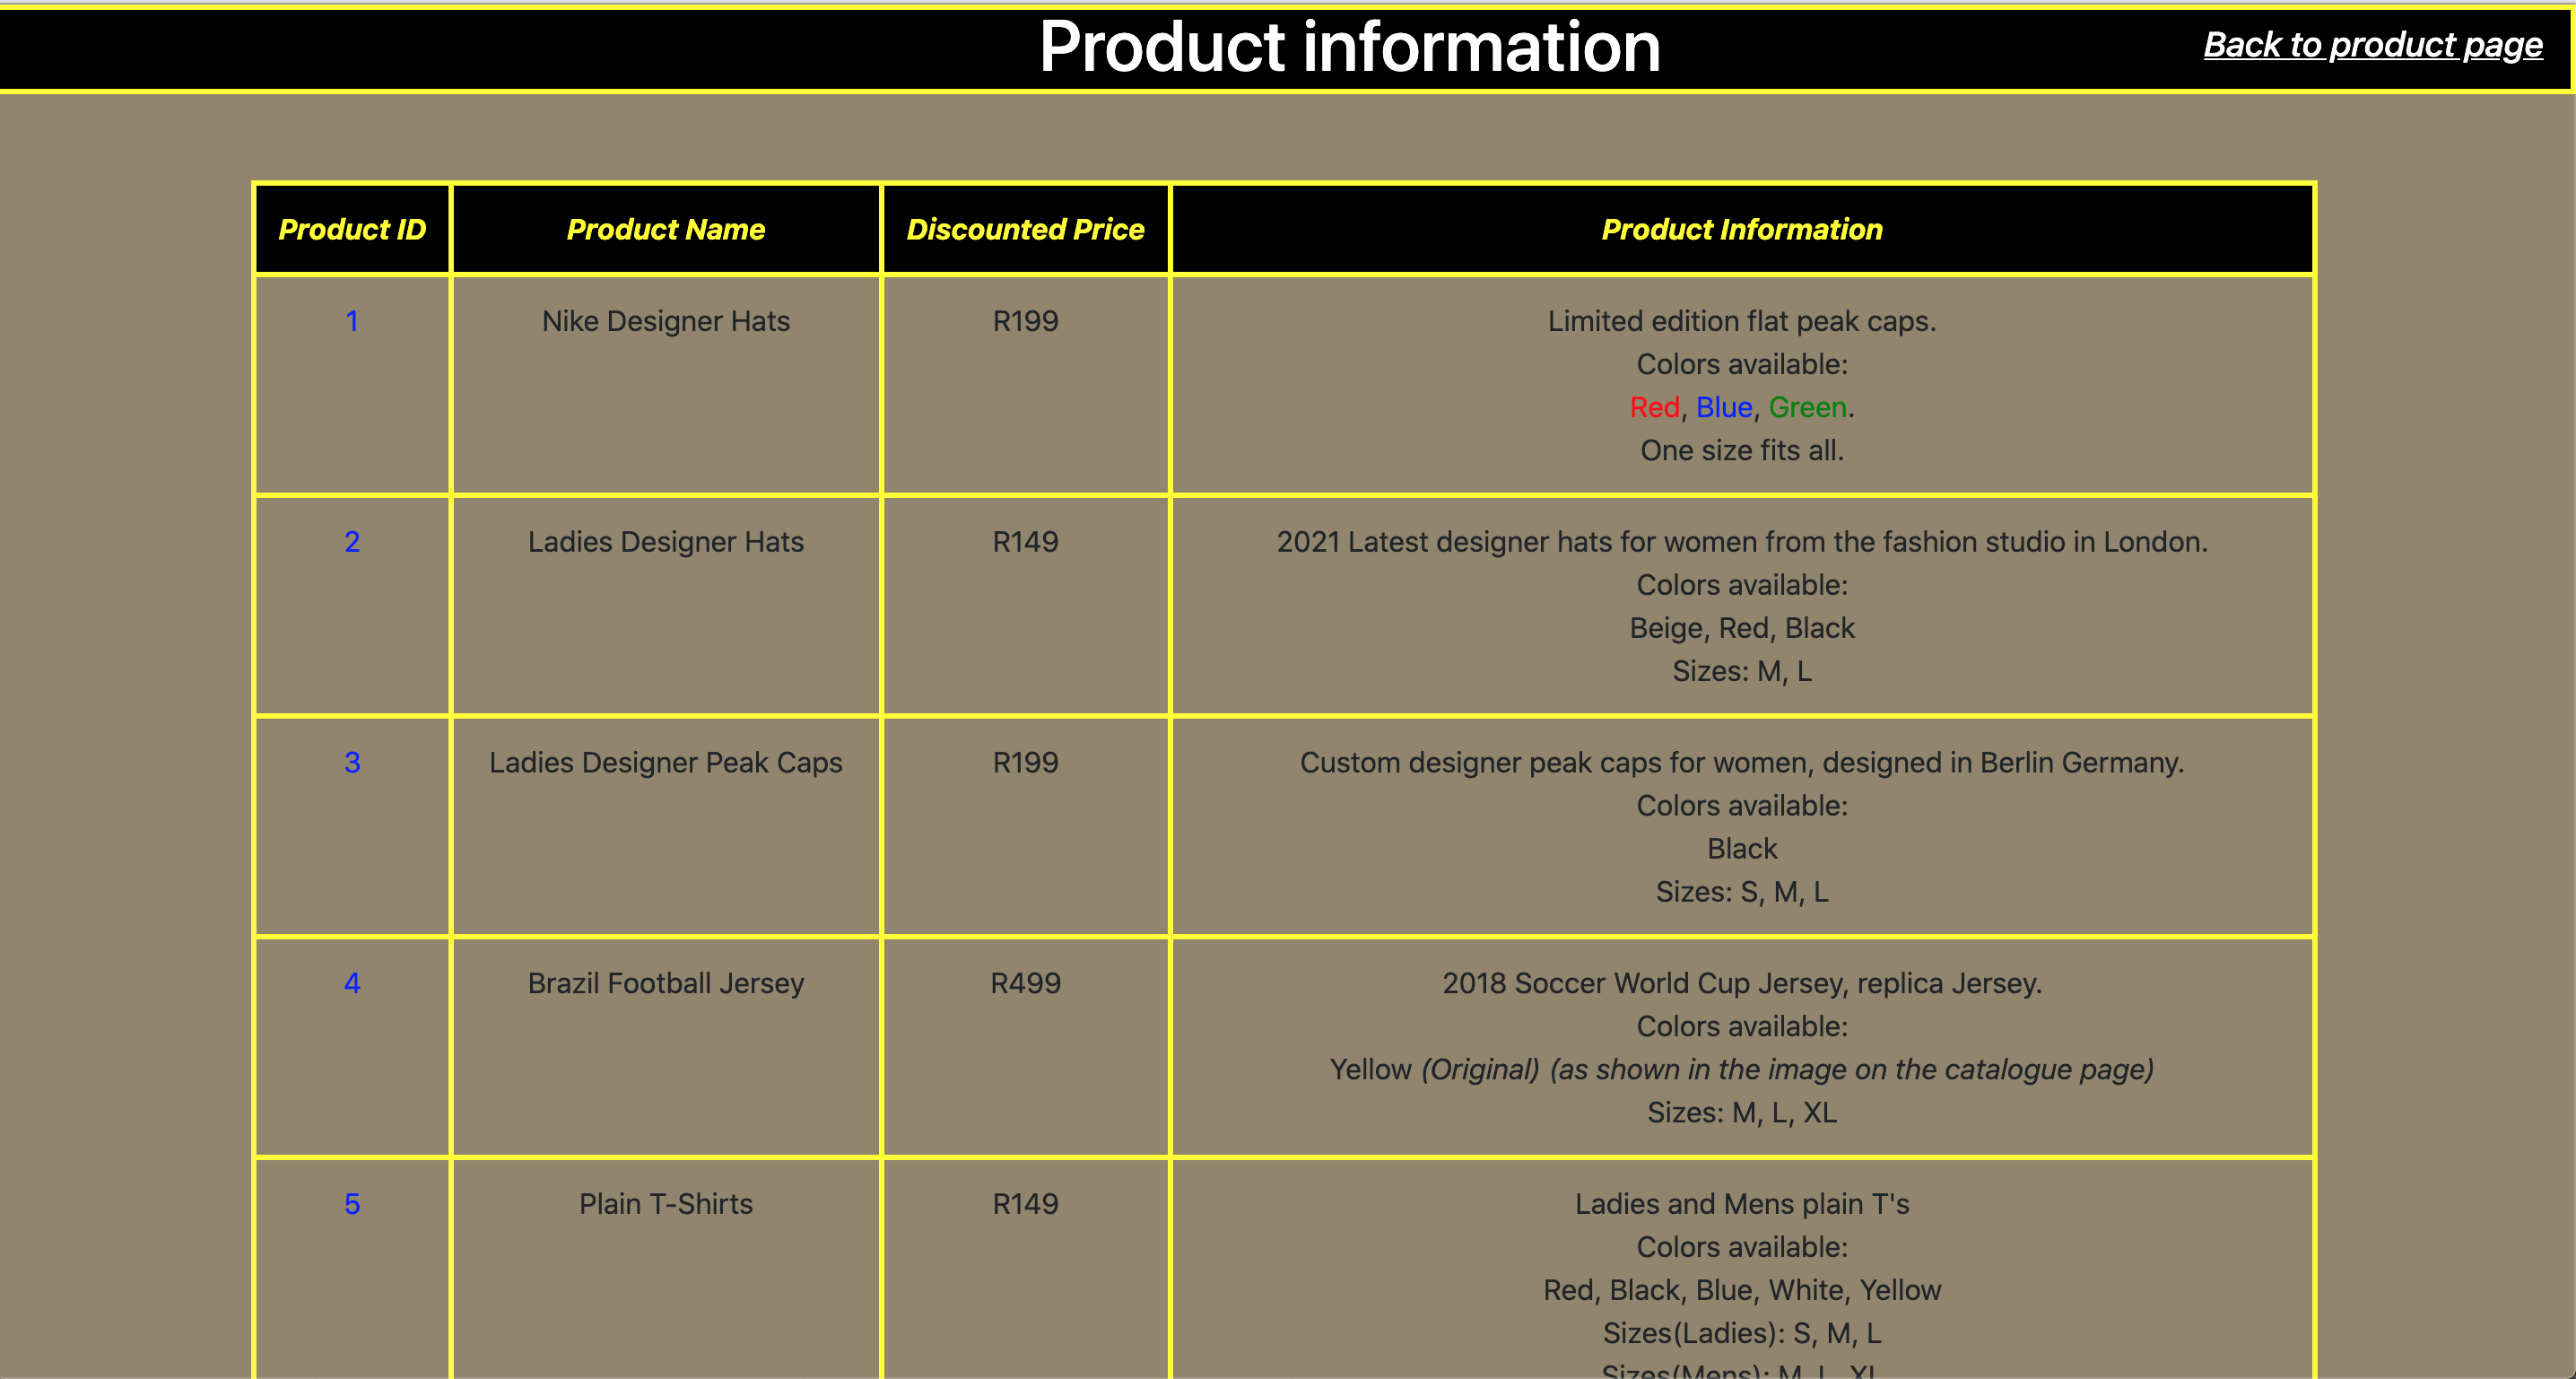 Product information
Back to product page
Product ID
Product Name
Discounted Price
Product Information
1
Nike Designer Hats
R199
Limited edition flat peak caps.
Colors available:
Red, Blue, Green.
One size fits all.
2
Ladies Designer Hats
R149
2021 Latest designer hats for women from the fashion studio in London.
Colors available:
Beige, Red, Black
Sizes: M, L
3
Ladies Designer Peak Caps
R199
Custom designer peak caps for women, designed in Berlin Germany.
Colors available:
Black
Sizes: S, M, L
4
Brazil Football Jersey
R499
2018 Soccer World Cup Jersey, replica Jersey.
Colors available:
Yellow (Original) (as shown in the image on the catalogue page)
Sizes: M, L, XL
5
Plain T-Shirts
R149
Ladies and Mens plain T's
Colors available:
Red, Black, Blue, White, Yellow
Sizes(Ladies): S, M, L
Sizes(Mens): M, L, XL